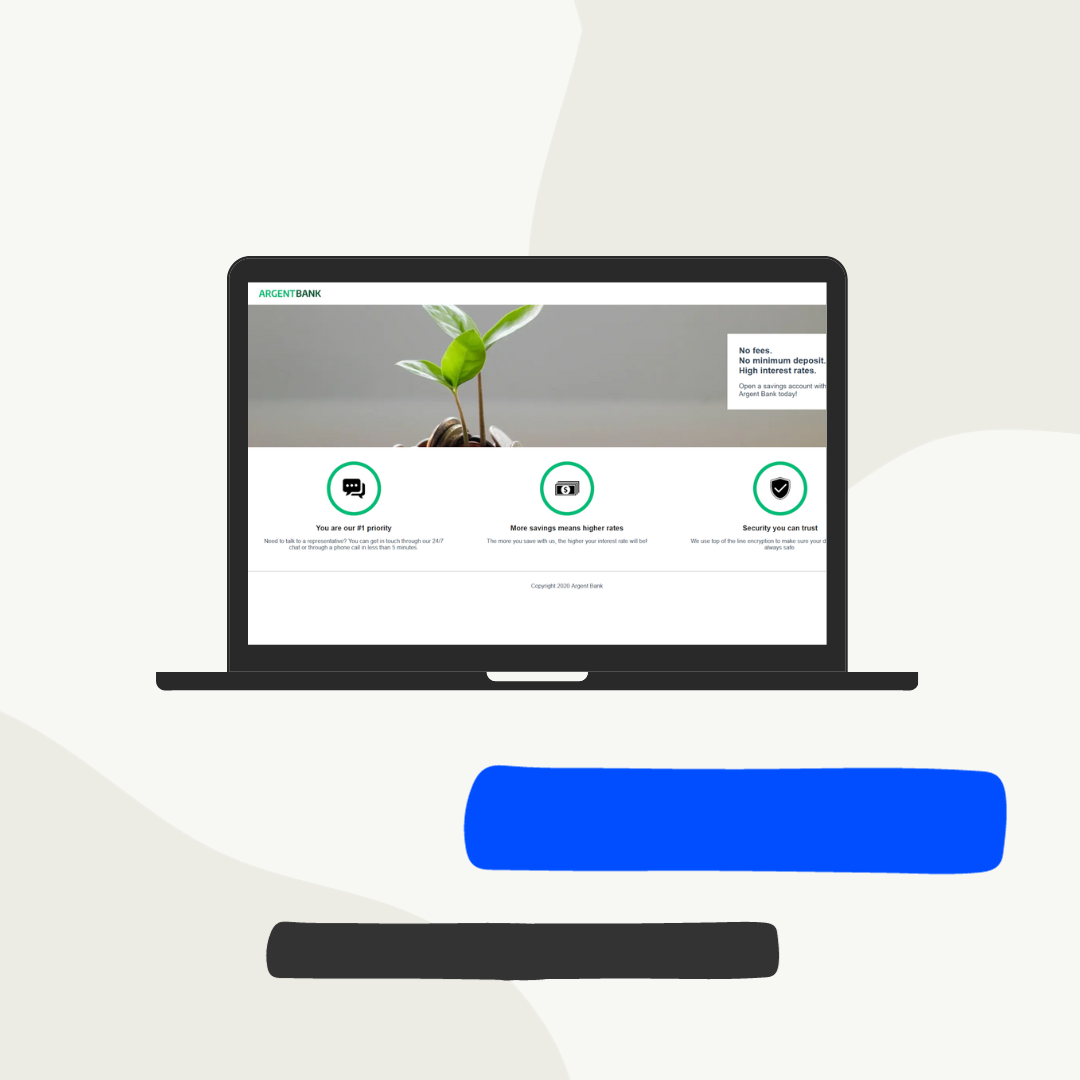 ARGENTBANK
No fees.
No minimum deposit.
High interest rates.
Open a savings account with
Argent Bank today!
You are our #1 priority
Need to talk to a representative? You can get in touch through our 24/7
chat or through a phone call in less than 5 minutes
More savings means higher rates
The more you save with us, the higher your interest rate will be!
Security you can trust
We use top of the line encryption to make sure your d
always safe
Copyright 2020 Argent Bank